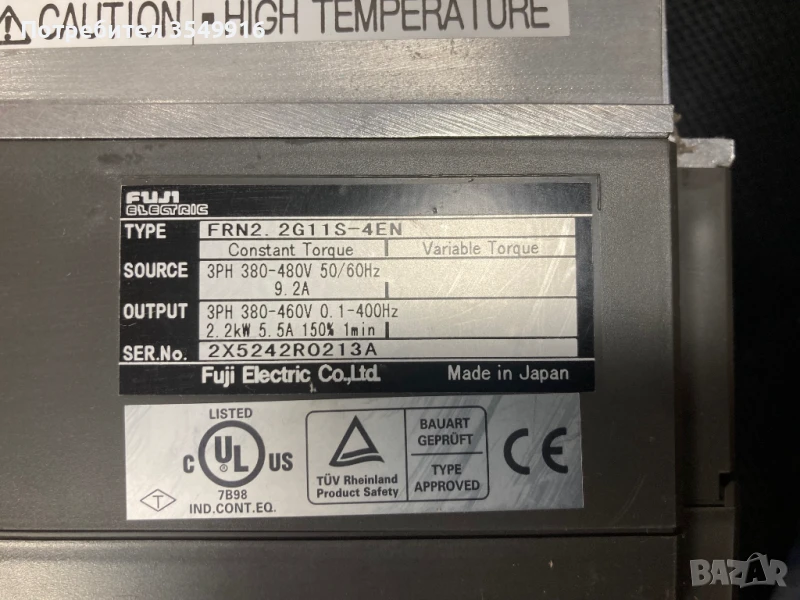 Потребител 3549916
⚠CAUTION - HIGH TEMPERATURE
FUJI
ELECTRIC
TYPE FRN2.2G11S-4EN
Constant Torque Variable Torque
SOURCE 3PH 380-480V 50/60Hz
9.2A
OUTPUT 3PH 380-460V 0.1-400Hz
2.2kW 5.5A 150% 1min
SER.No. 2X5242R0213A
Fuji Electric Co.,Ltd. Made in Japan
LISTED
C UL ® US
7B98
IND.CONT.EQ.
T
TÜV Rheinland
Product Safety
BAUART
GEPRÜFT
TYPE
APPROVED
CE
BAZAR